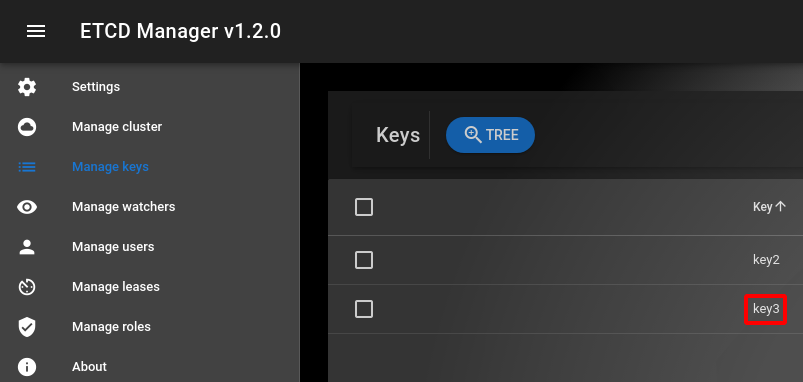 ETCD Manager v1.2.0
Settings
Manage cluster
Manage keys
Manage watchers
Manage users
Manage leases
Manage roles
About
Keys
TREE
Key
key2
key3